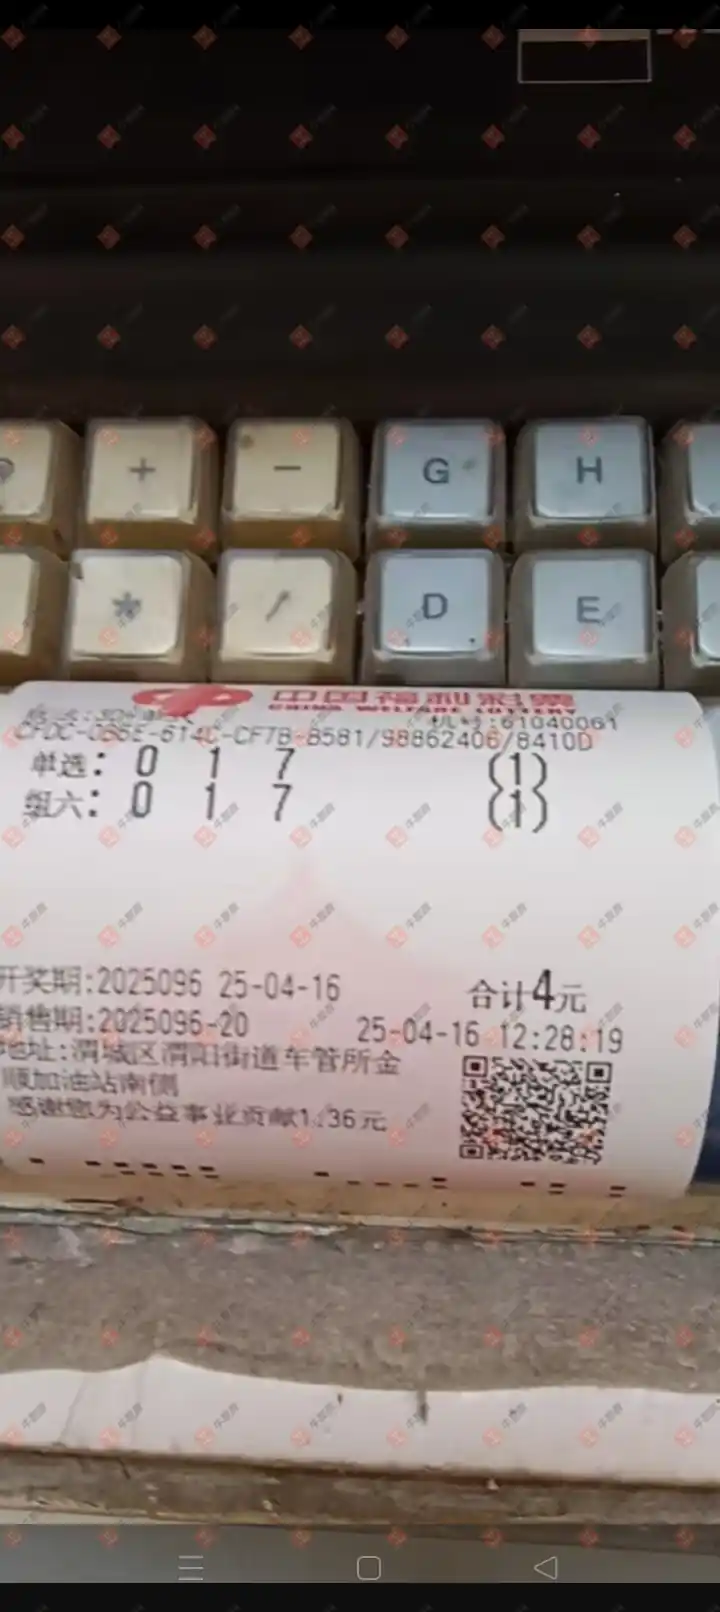 + - G H
* / D E
中国福利彩票
CHINA WELFARE LOTTERY
机号:61040061
CFDC-0B6E-614C-CF7B-B581/98862406/8410D
单选: 0 1 7 (1)
组六: 0 1 7 (1)
开奖期:2025096 25-04-16 合计4元
销售期:2025096-20 25-04-16 12:28:19
地址:渭城区渭阳街道车管所金
顺加油站南侧
感谢您为公益事业贡献1.36元